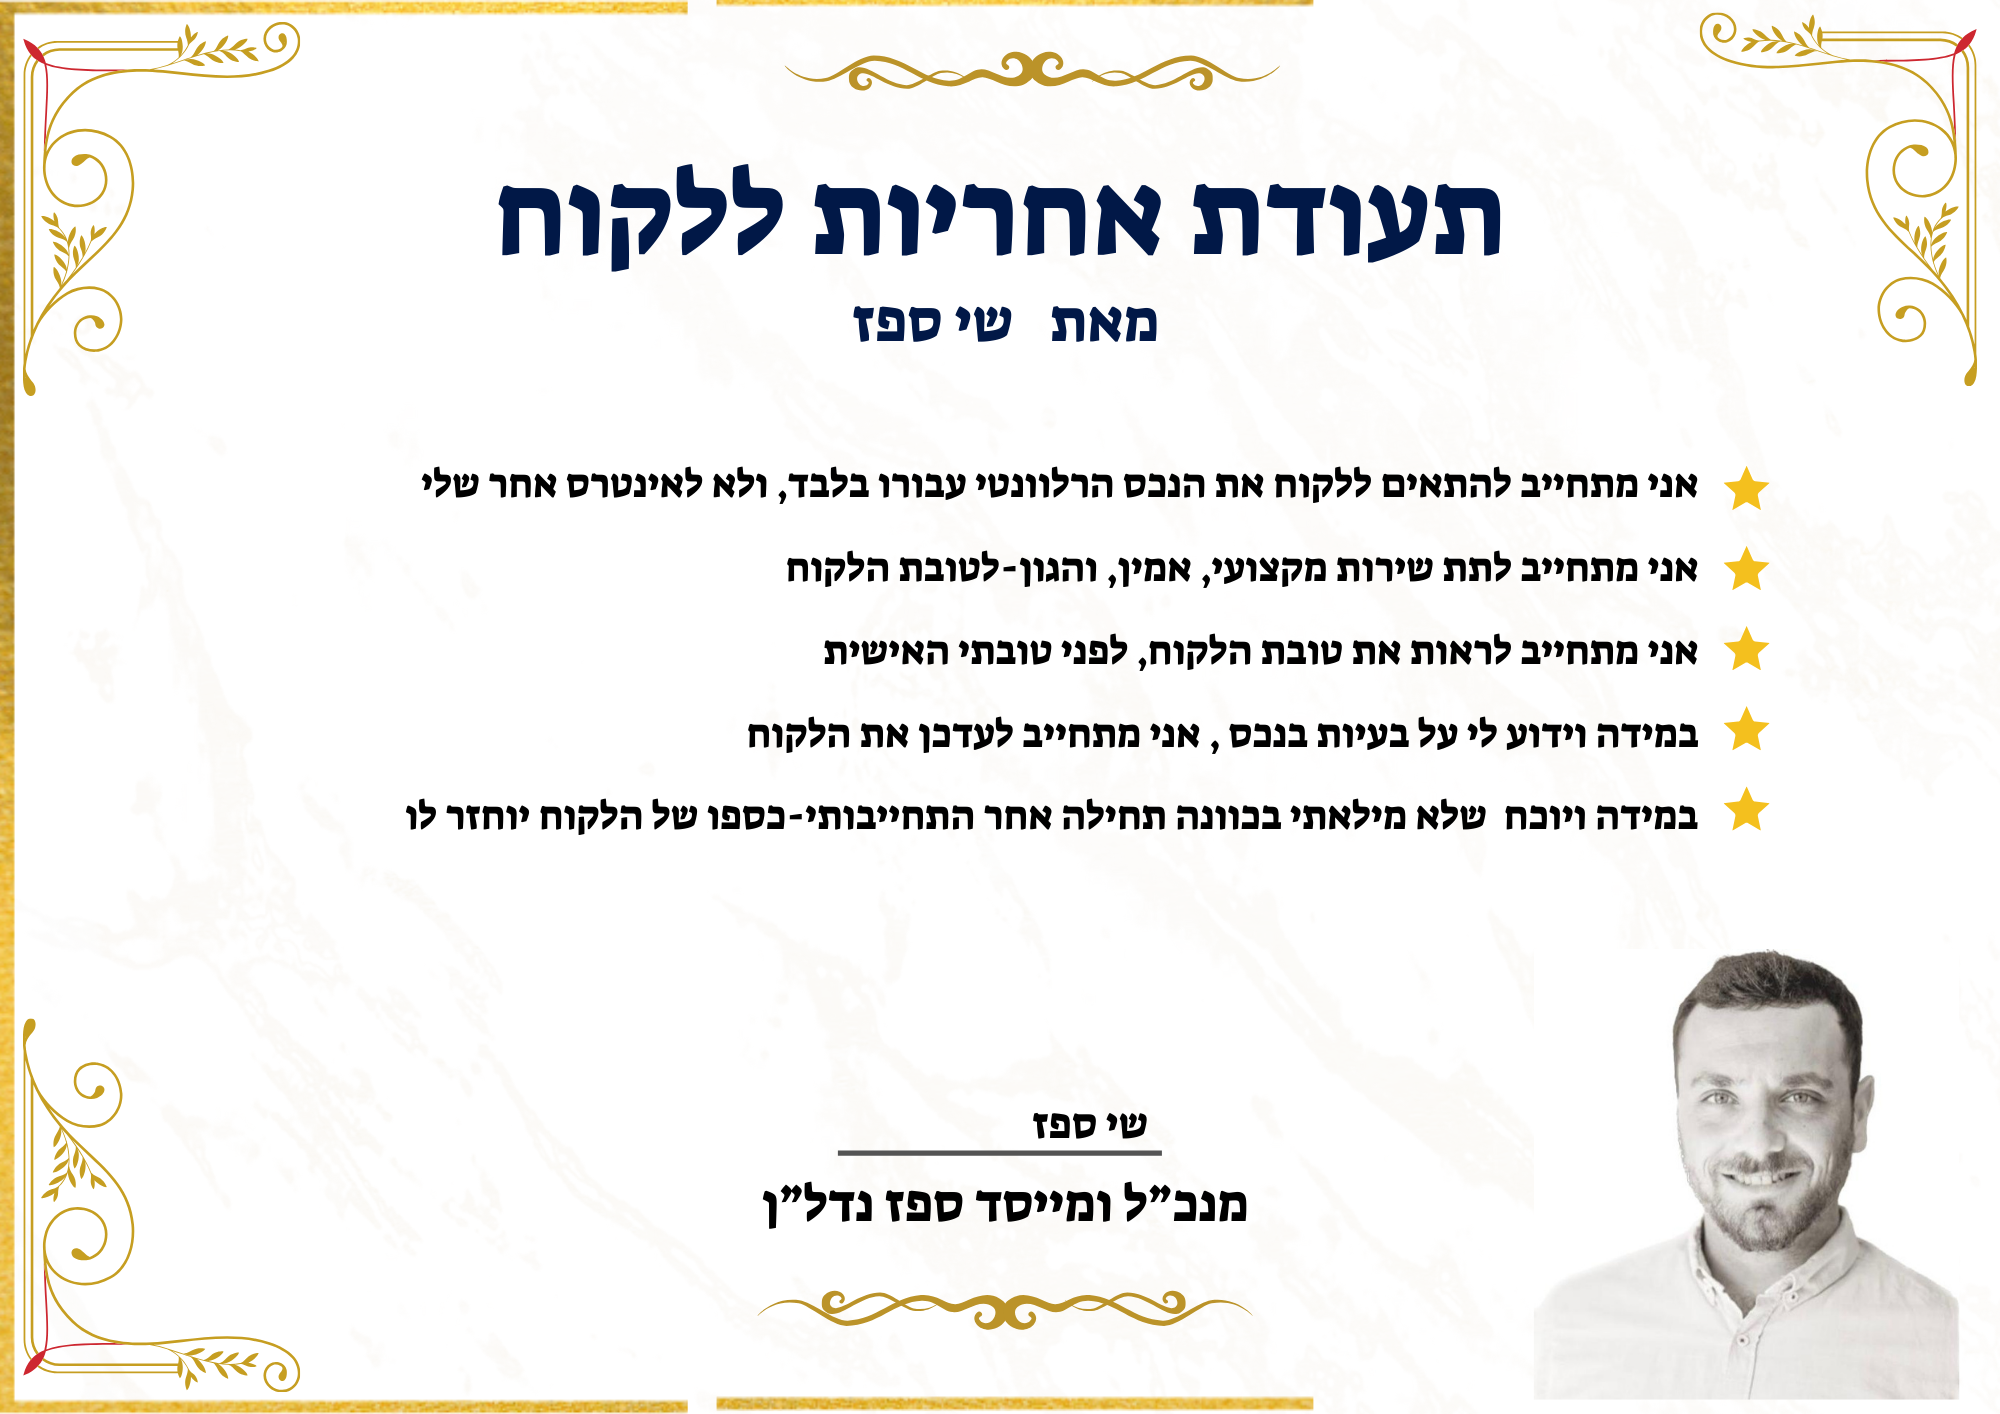 תעודת אחריות ללקוח
מאת שי ספז
אני מתחייב להתאים ללקוח את הנכס הרלוונטי עבורו בלבד, ולא לאינטרס אחר שלי
אני מתחייב לתת שירות מקצועי, אמין, והגון-לטובת הלקוח
אני מתחייב לראות את טובת הלקוח, לפני טובתי האישית
במידה וידוע לי על בעיות בנכס , אני מתחייב לעדכן את הלקוח
במידה ויוכח שלא מילאתי בכוונה תחילה אחר התחייבותי-כספו של הלקוח יוחזר לו
שי ספז
מנכ"ל ומייסד ספז נדל"ן